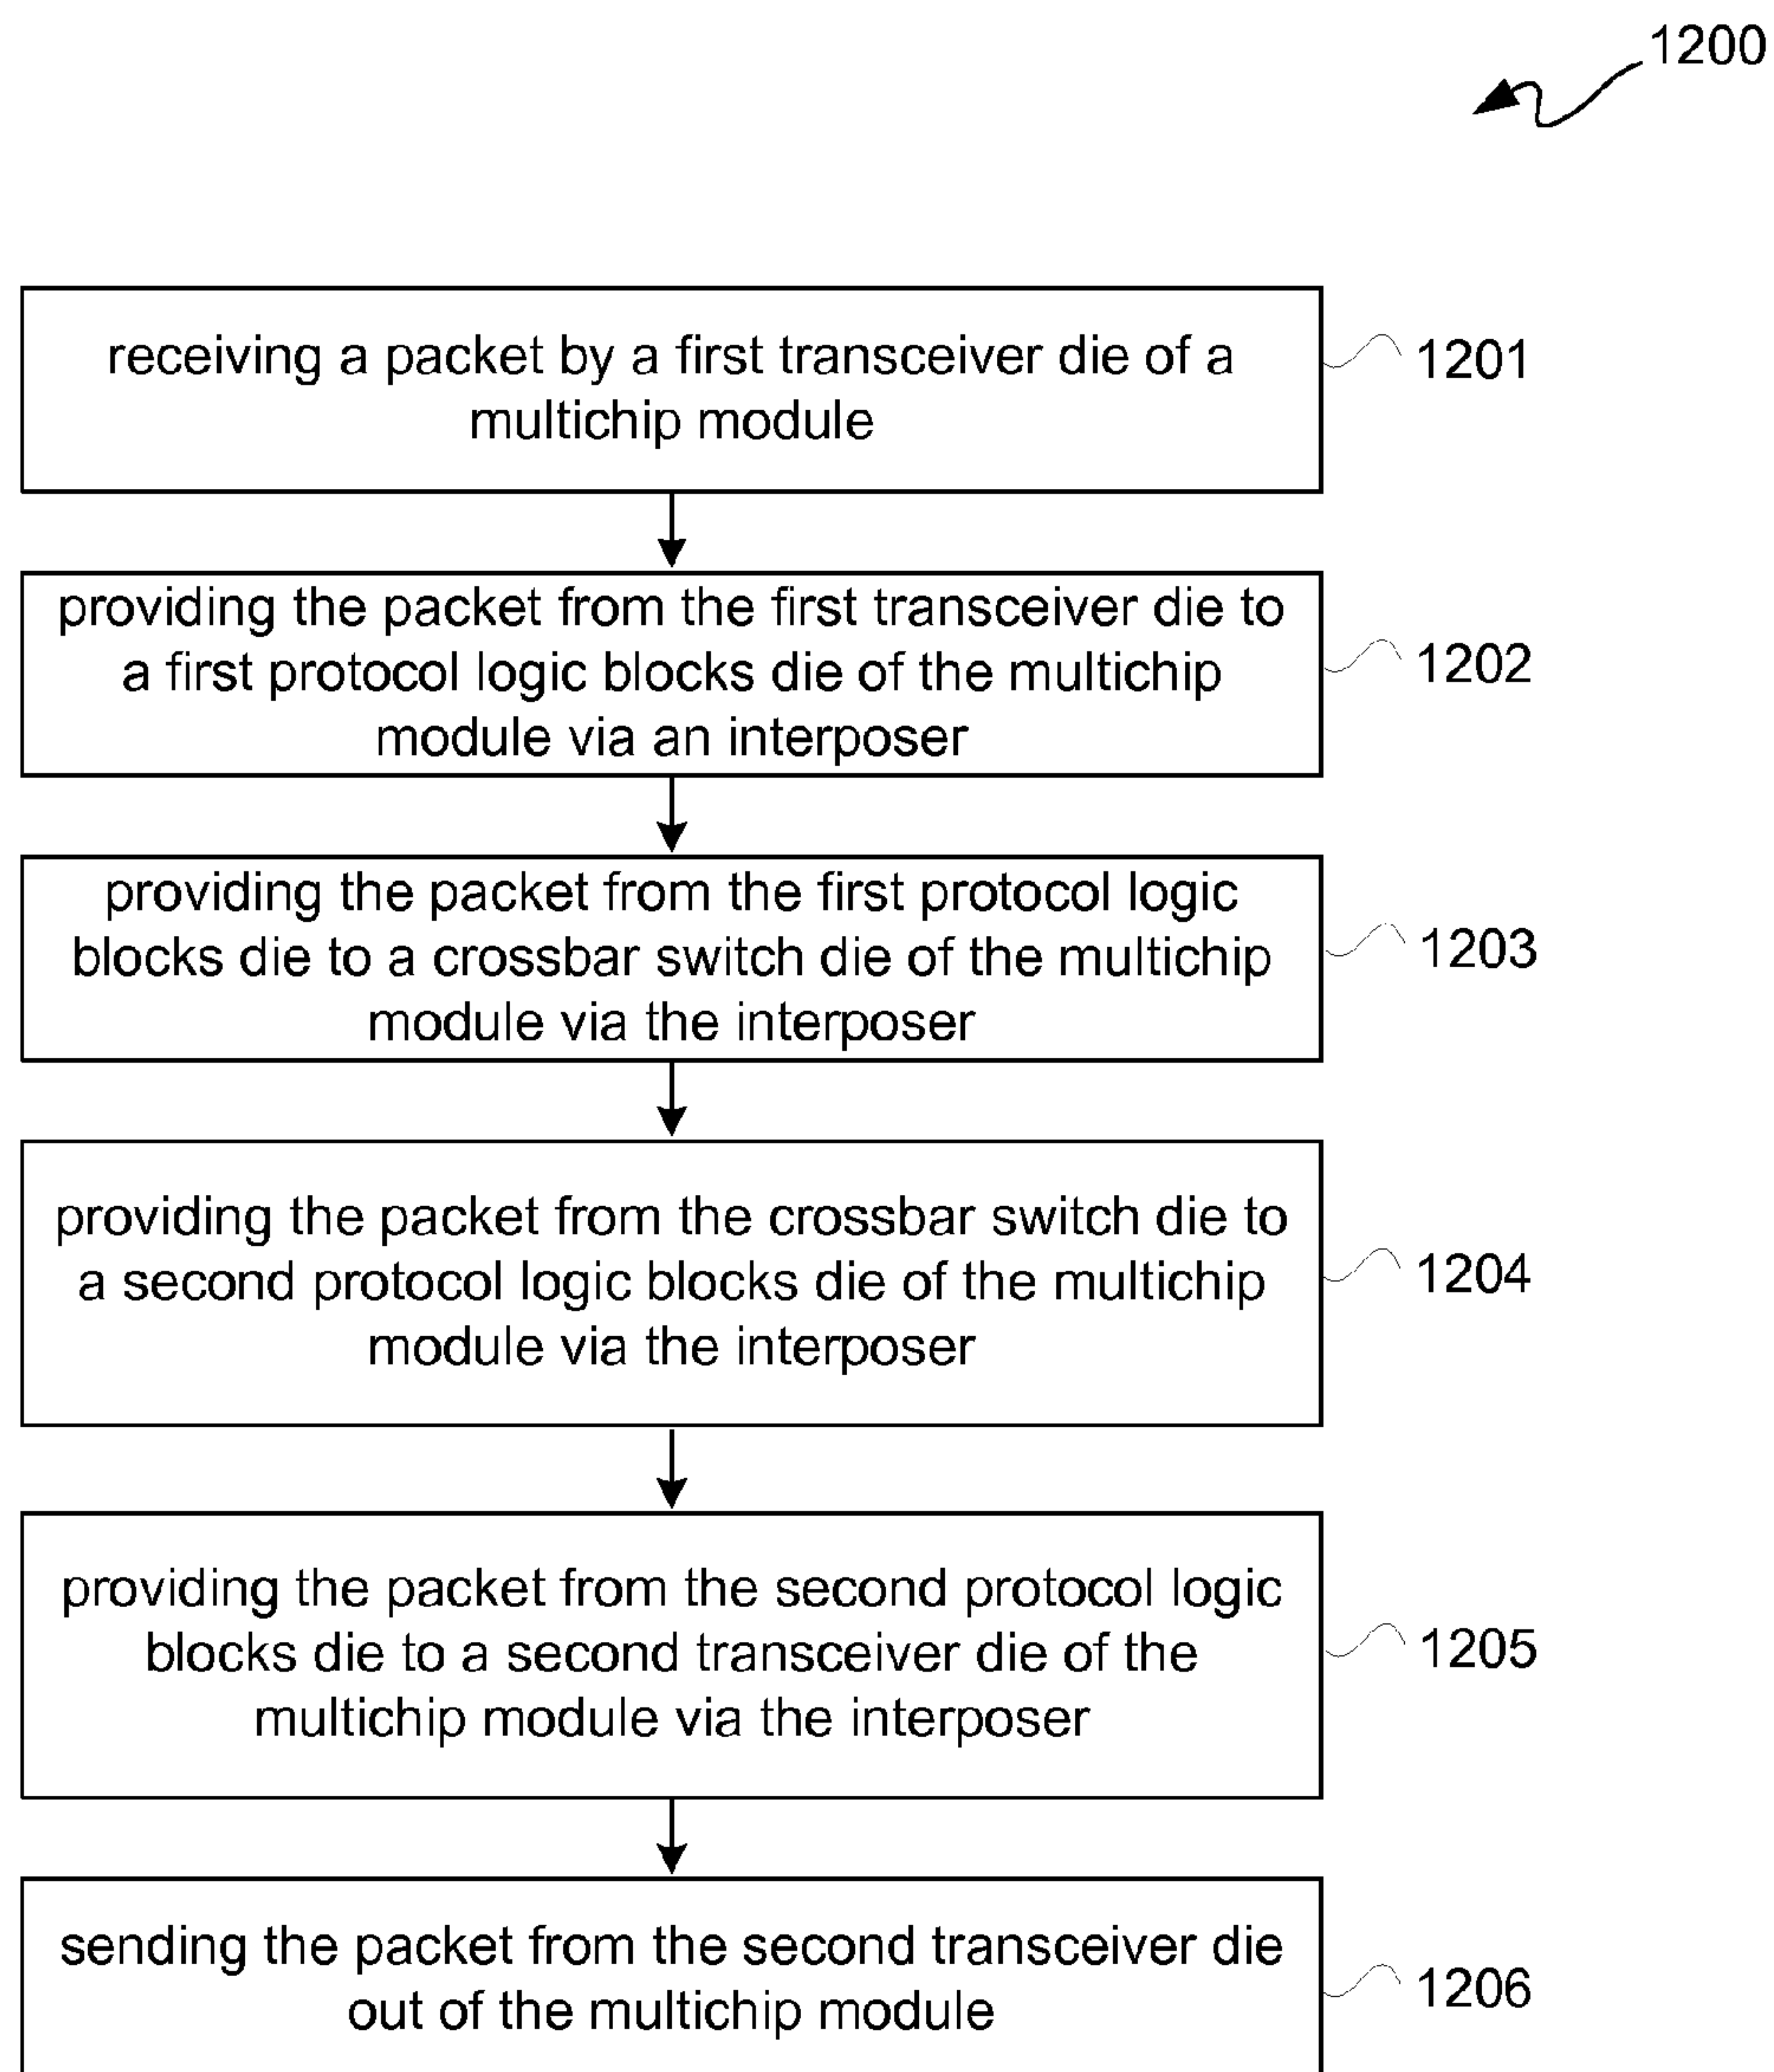 1200
receiving a packet by a first transceiver die of a
multichip module
1201
providing the packet from the first transceiver die to
a first protocol logic blocks die of the multichip
module via an interposer
1202
providing the packet from the first protocol logic
blocks die to a crossbar switch die of the multichip
module via the interposer
1203
providing the packet from the crossbar switch die to
a second protocol logic blocks die of the multichip
module via the interposer
1204
providing the packet from the second protocol logic
blocks die to a second transceiver die of the
multichip module via the interposer
1205
sending the packet from the second transceiver die
out of the multichip module
1206